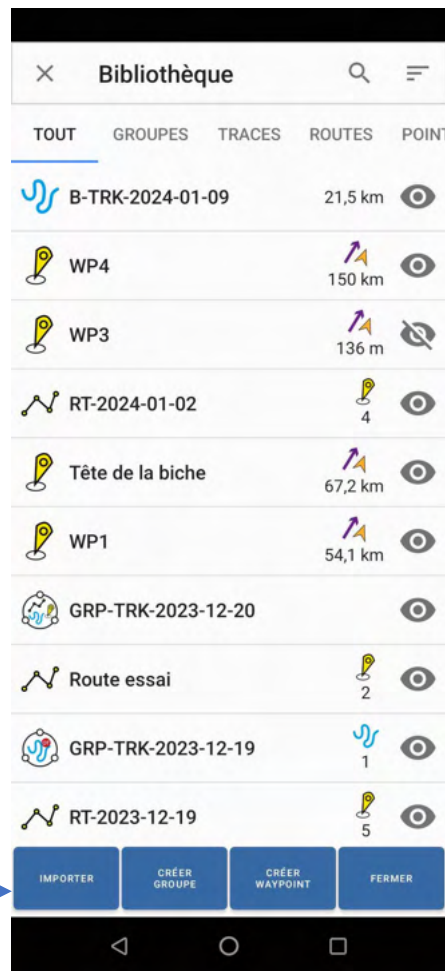 Bibliothèque
TOUT GROUPES TRACES ROUTES POINT
B-TRK-2024-01-09 21,5 km
WP4 150 km
WP3 136 m
RT-2024-01-02 4
Tête de la biche 67,2 km
WP1 54,1 km
GRP-TRK-2023-12-20
Route essai 2
GRP-TRK-2023-12-19 1
RT-2023-12-19 5
IMPORTER CRÉER GROUPE CRÉER WAYPOINT FERMER